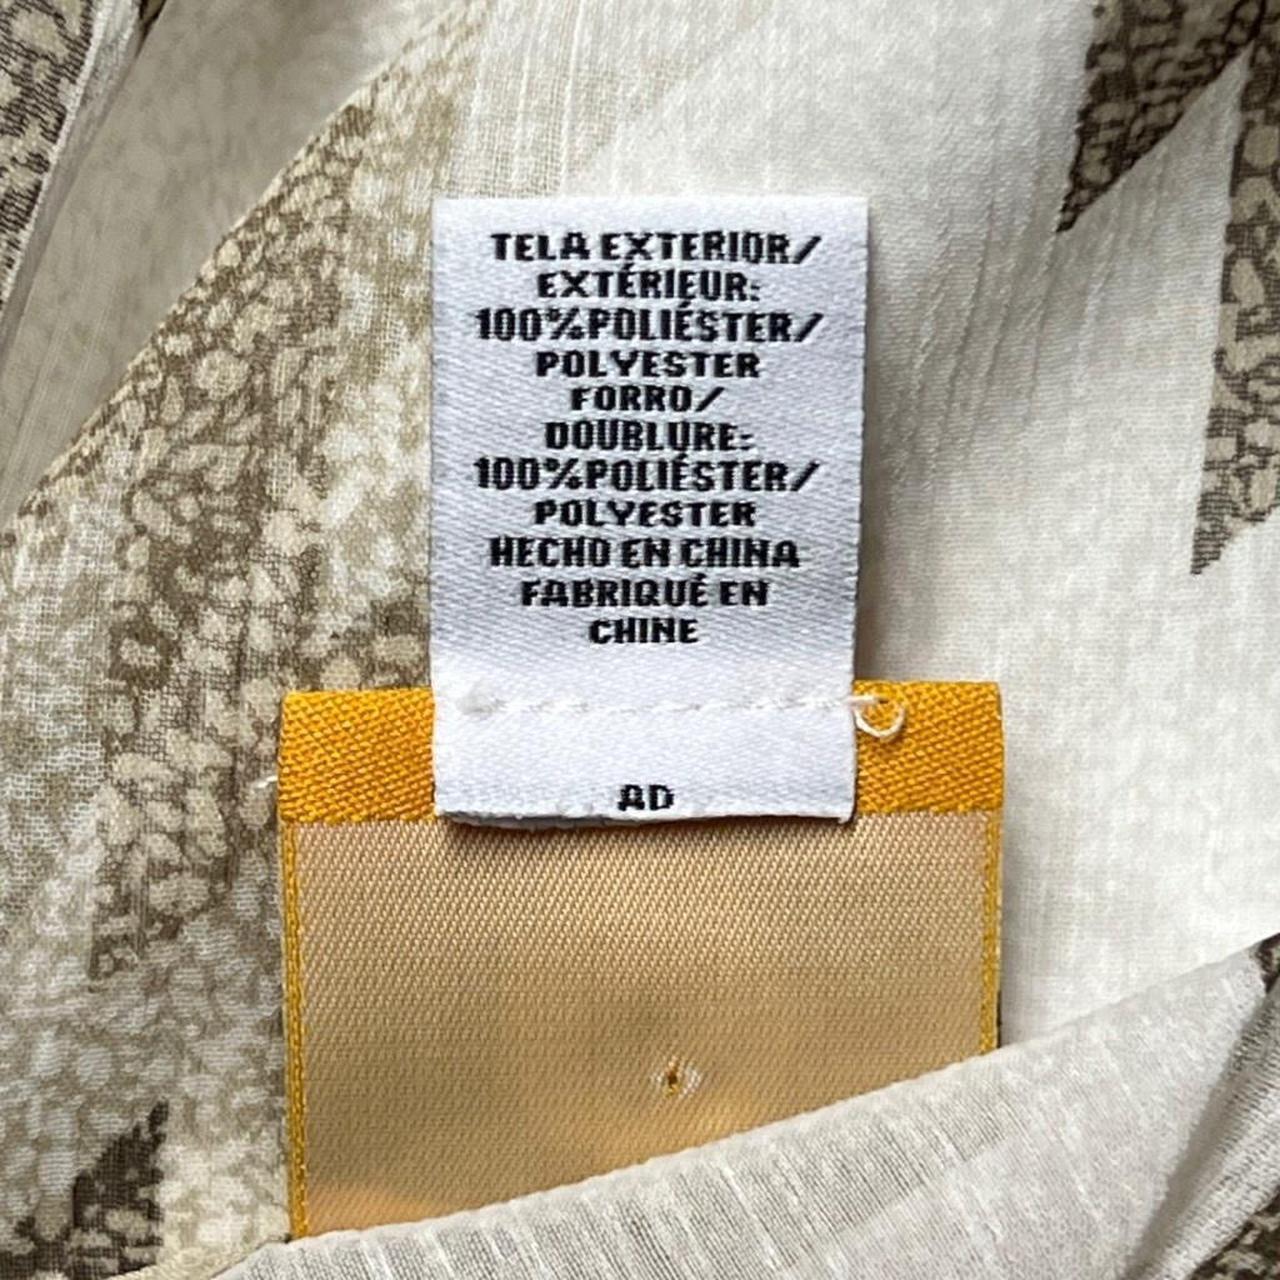 TELA EXTERIOR/
EXTÉRIEUR:
100%POLIÉSTER/
POLYESTER
FORRO/
DOUBLURE:
100%POLIÉSTER/
POLYESTER
HECHO EN CHINA
FABRIQUÉ EN
CHINE
AD